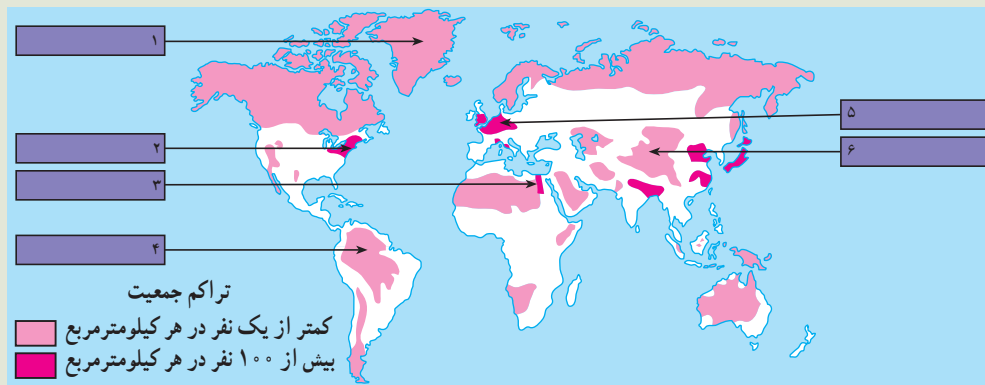 ۱
۲
۳
۴
۵
۶
تراکم جمعیت
کمتر از یک نفر در هر کیلومترمربع
بیش از ۱۰۰ نفر در هر کیلومترمربع